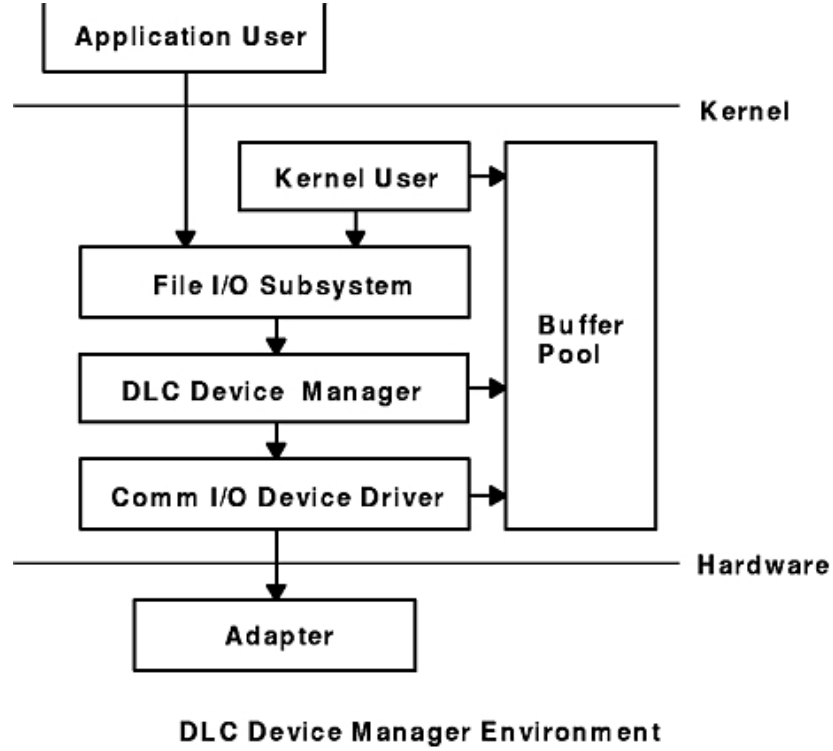 Application User
Kernel
Kernel User
File I/O Subsystem
Buffer
Pool
DLC Device Manager
Comm I/O Device Driver
Hardware
Adapter
DLC Device Manager Environment